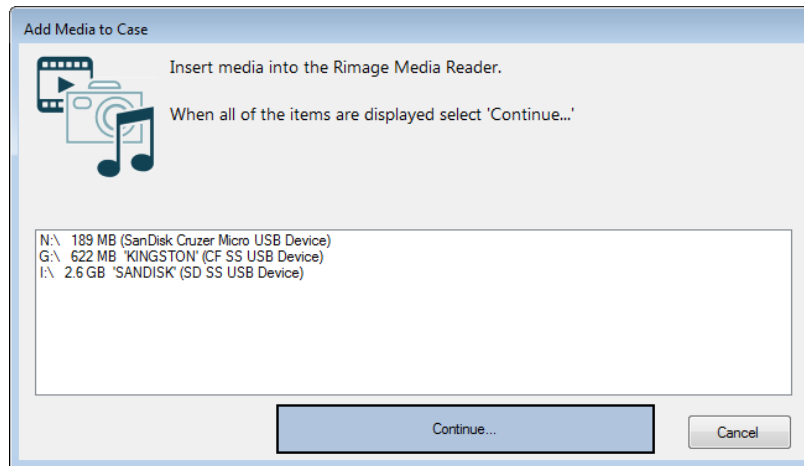 Add Media to Case
Insert media into the Rimage Media Reader.
When all of the items are displayed select 'Continue...'
N:\ 189 MB (SanDisk Cruzer Micro USB Device)
G:\ 622 MB 'KINGSTON' (CF SS USB Device)
I:\ 2.6 GB 'SANDISK' (SD SS USB Device)
Continue...
Cancel